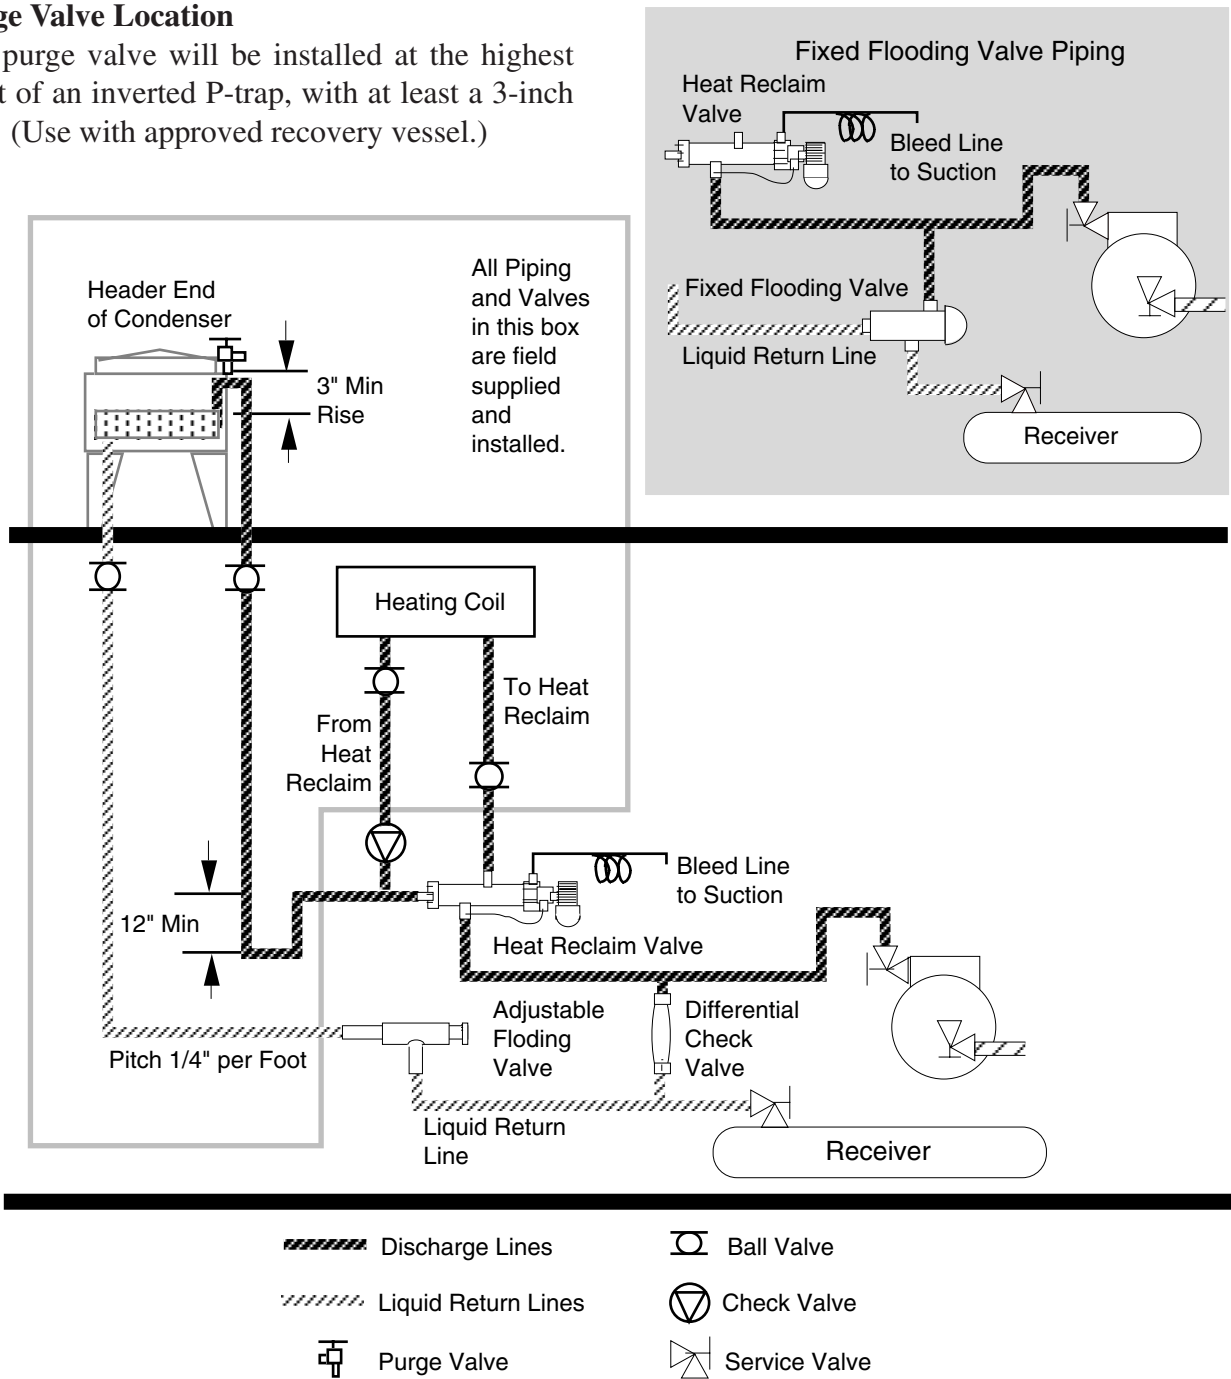 ge Valve Location
purge valve will be installed at the highest
t of an inverted P-trap, with at least a 3-inch
(Use with approved recovery vessel.)
Fixed Flooding Valve Piping
Heat Reclaim
Valve
Bleed Line
to Suction
Fixed Flooding Valve
Liquid Return Line
Receiver
Header End
of Condenser
3" Min
Rise
All Piping
and Valves
in this box
are field
supplied
and
installed.
Heating Coil
To Heat
Reclaim
From
Heat
Reclaim
Bleed Line
to Suction
12" Min
Heat Reclaim Valve
Adjustable
Floding
Valve
Differential
Check
Valve
Pitch 1/4" per Foot
Liquid Return
Line
Receiver
Discharge Lines
Ball Valve
Liquid Return Lines
Check Valve
Purge Valve
Service Valve